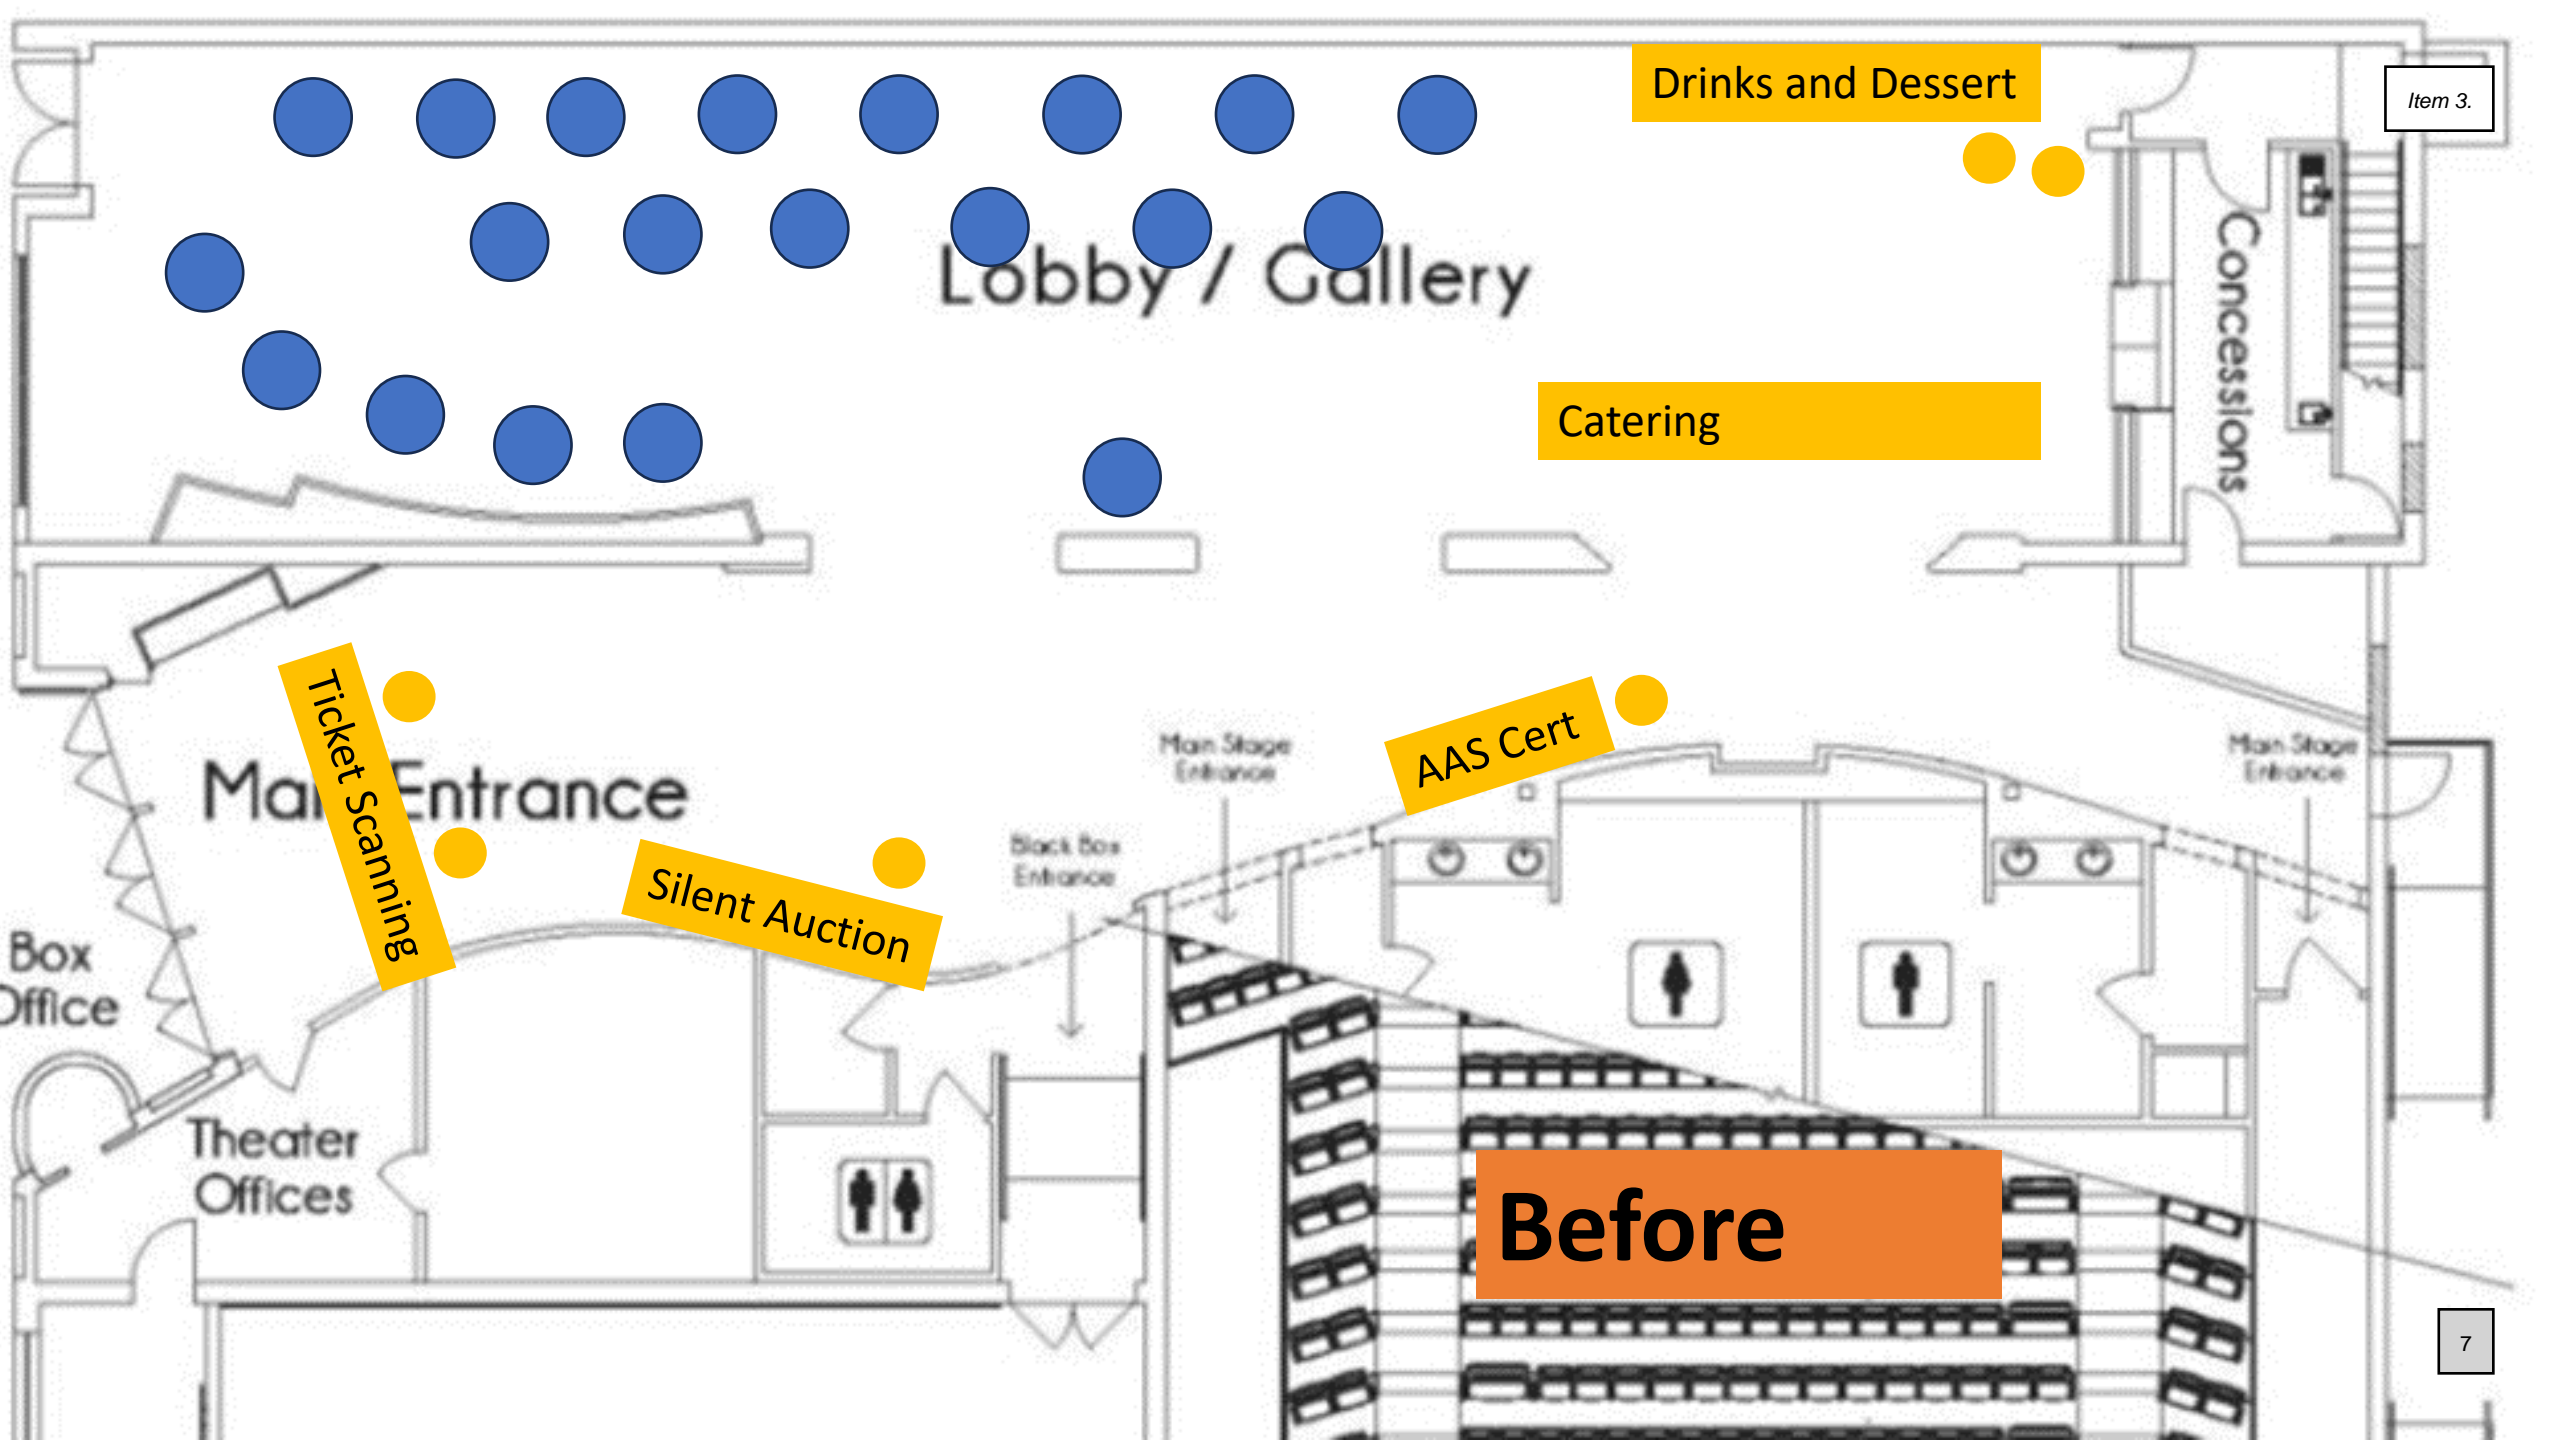 Drinks and Dessert
Item 3.
Lobby / Gallery
Concessions
Catering
Ticket Scanning
Mai Entrance
AAS Cert
Main Stage
Entrance
Main Stage
Entrance
Silent Auction
Black Box
Entrance
Box
Office
Theater
Offices
Before
7